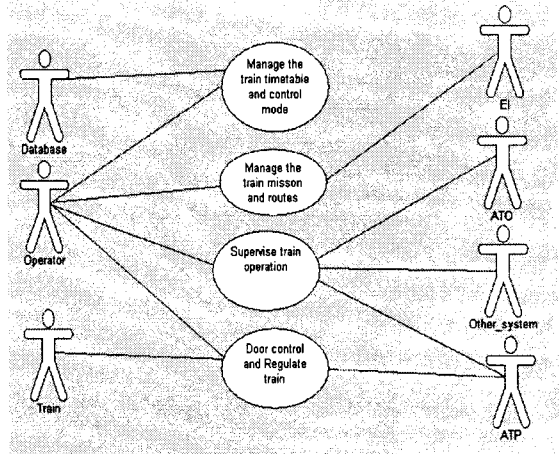 Manage the
train timetable
and control
mode
EI
Database
Manage the
train misson
and routes
ATO
Operator
Supervise train
operation
Other_system
Door control
and Regulate
train
Train
ATP